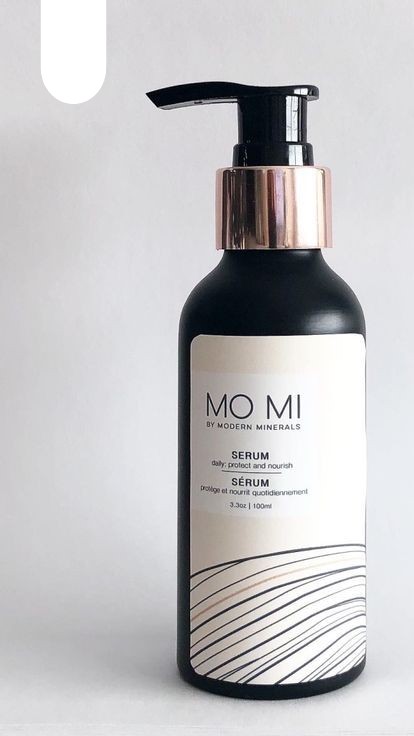 MO MI
BY MODERN MINERALS
SERUM
daily: protect and nourish
SÉRUM
protège et nourrit quotidiennement
3.3oz | 100ml